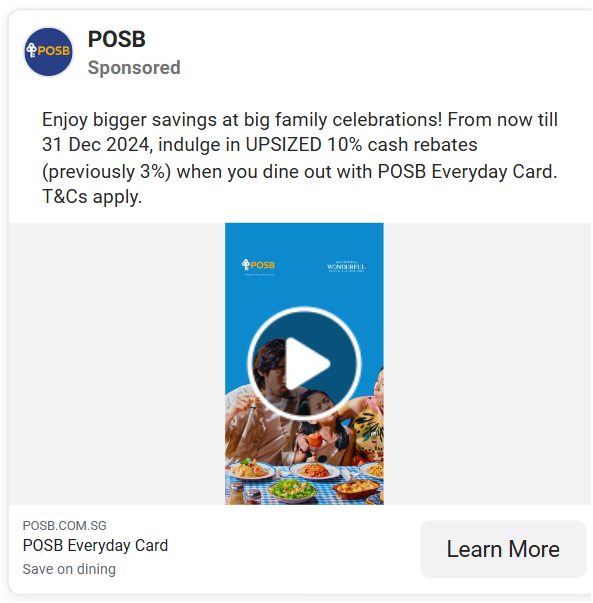 POSB
POSB
Sponsored
Enjoy bigger savings at big family celebrations! From now till
31 Dec 2024, indulge in UPSIZED 10% cash rebates
(previously 3%) when you dine out with POSB Everyday Card.
T&Cs apply.
POSB
WONDERFUL
POSB.COM.SG
POSB Everyday Card
Save on dining
Learn More